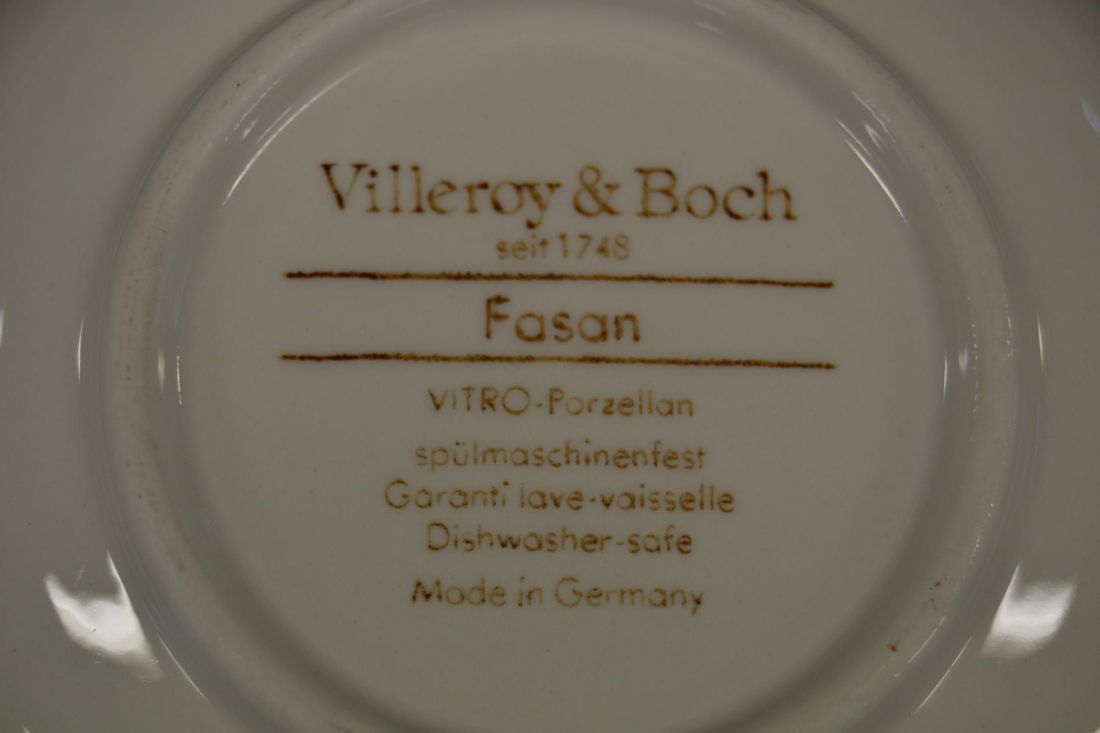 Villeroy & Boch
seit 1748
Fasan
VITRO-Porzellan
spülmaschinenfest
Garanti lave-vaisselle
Dishwasher-safe
Made in Germany